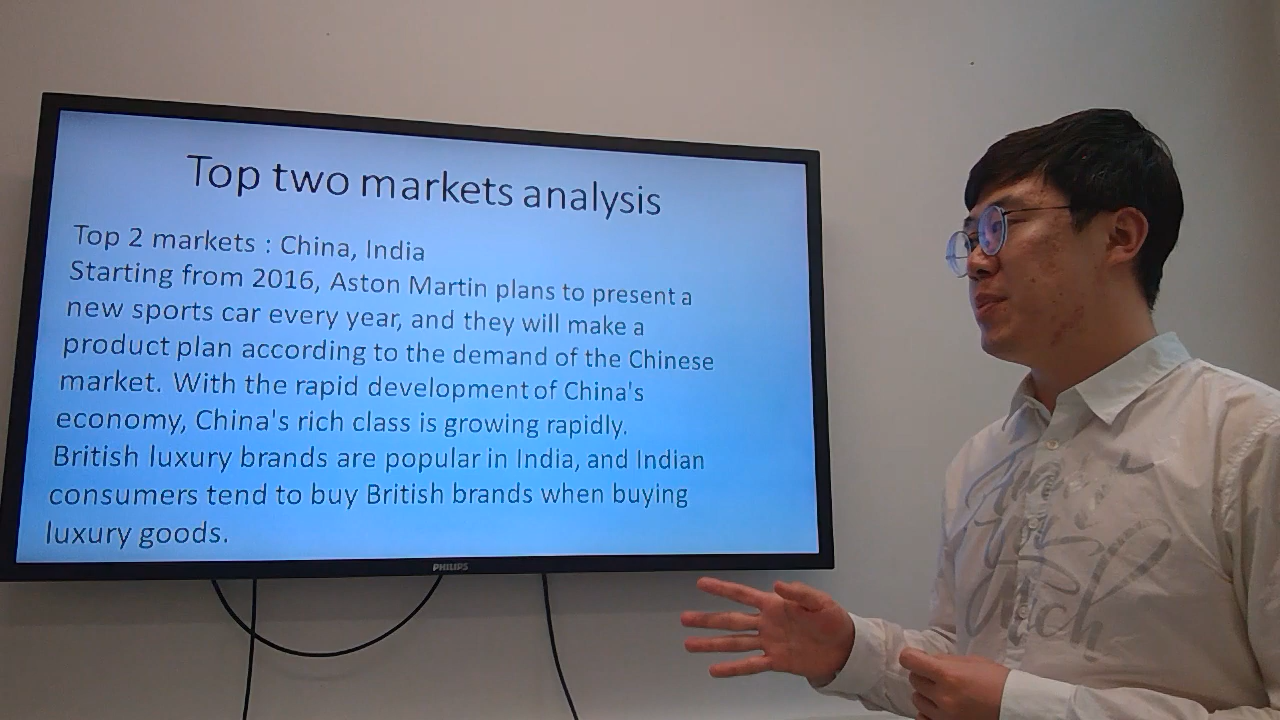 Top two markets analysis
Top 2 markets : China, India
Starting from 2016, Aston Martin plans to present a
new sports car every year, and they will make a
product plan according to the demand of the Chinese
market. With the rapid development of China's
economy, China's rich class is growing rapidly.
British luxury brands are popular in India, and Indian
consumers tend to buy British brands when buying
luxury goods.
PHILIPS